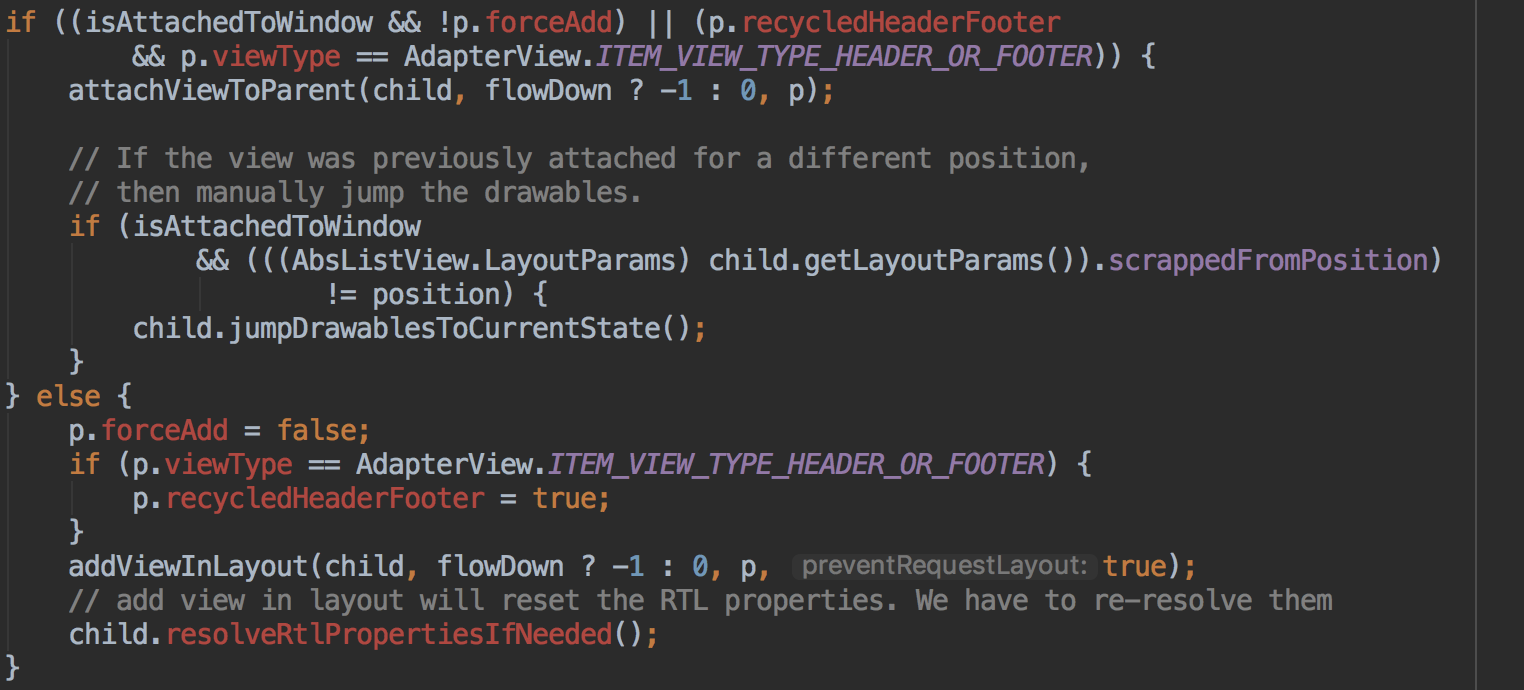 if ((isAttachedToWindow && !p.forceAdd) || (p.recycledHeaderFooter
        && p.viewType == AdapterView.ITEM_VIEW_TYPE_HEADER_OR_FOOTER)) {
    attachViewToParent(child, flowDown ? -1 : 0, p);

    // If the view was previously attached for a different position,
    // then manually jump the drawables.
    if (isAttachedToWindow
            && (((AbsListView.LayoutParams) child.getLayoutParams()).scrappedFromPosition)
                    != position) {
        child.jumpDrawablesToCurrentState();
    }
} else {
    p.forceAdd = false;
    if (p.viewType == AdapterView.ITEM_VIEW_TYPE_HEADER_OR_FOOTER) {
        p.recycledHeaderFooter = true;
    }
    addViewInLayout(child, flowDown ? -1 : 0, p, preventRequestLayout: true);
    // add view in layout will reset the RTL properties. We have to re-resolve them
    child.resolveRtlPropertiesIfNeeded();
}